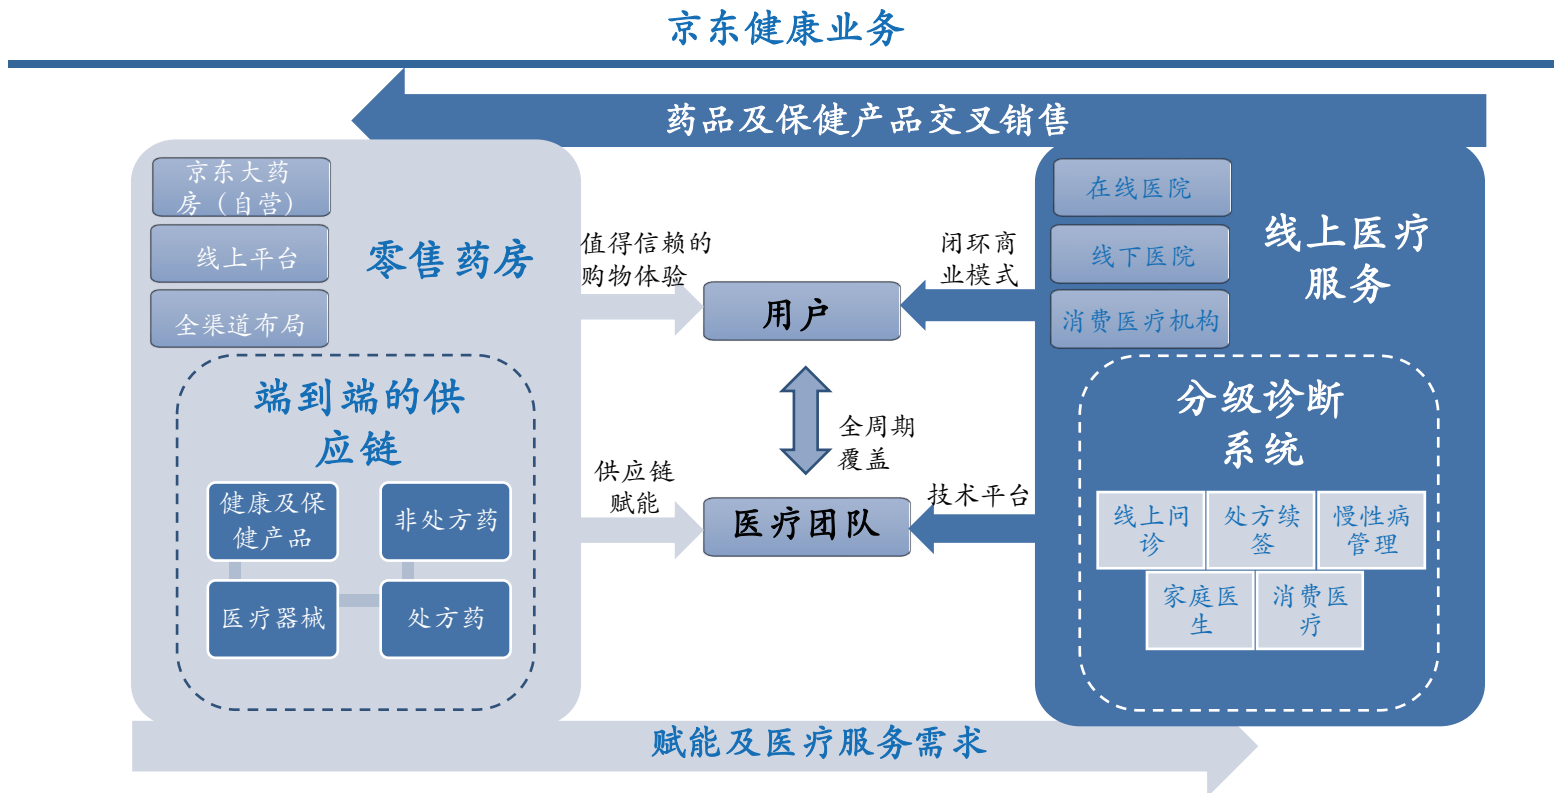 京东健康业务
药品及保健产品交叉销售
京东大药
房（自营）
线上平台
全渠道布局
零售药房
端到端的供
应链
健康及保
健产品
非处方药
医疗器械
处方药
值得信赖的
购物体验
闭环商
业模式
用户
全周期
覆盖
供应链
赋能
技术平台
医疗团队
在线医院
线下医院
消费医疗机构
线上医疗
服务
分级诊断
系统
线上问
诊
处方续
签
慢性病
管理
家庭医
生
消费医
疗
赋能及医疗服务需求